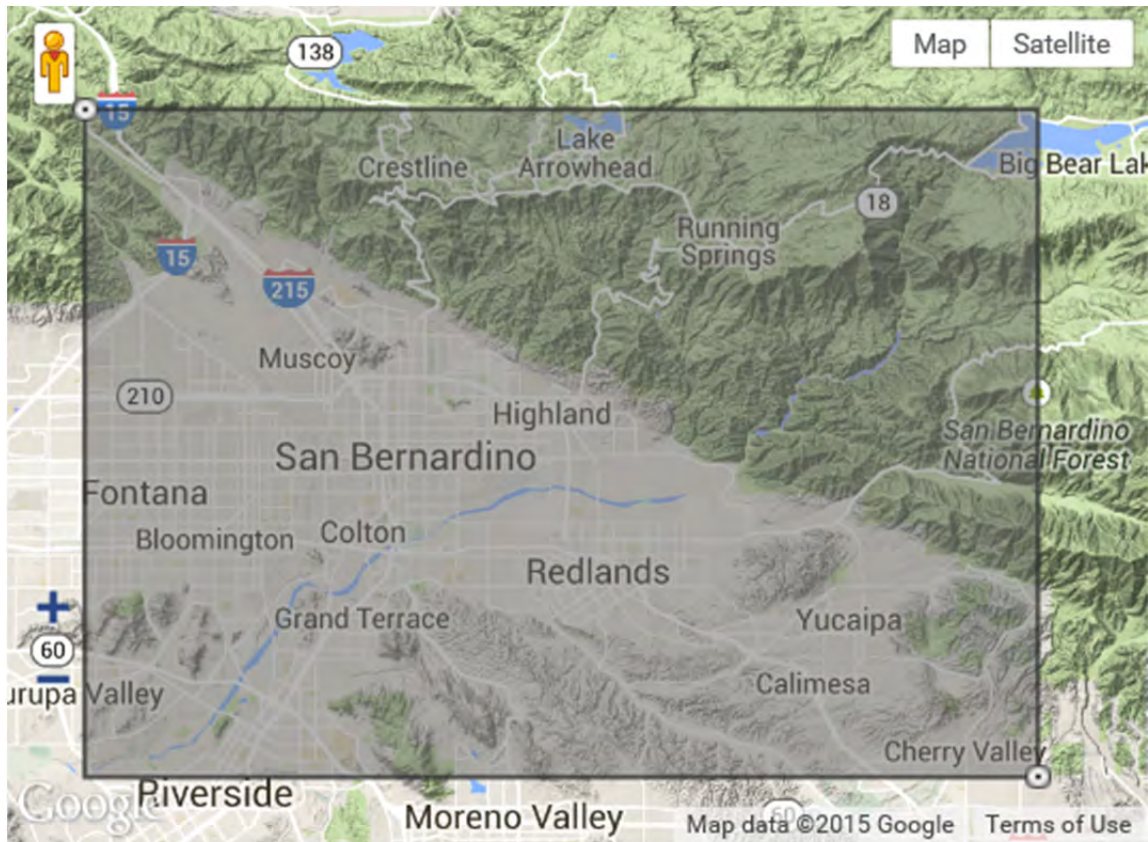 138
Map
Satellite
15
Crestline
Lake
Arrowhead
Big Bear Lak
18
Running
Springs
15
215
Muscoy
210
Highland
San Bernardino
National Forest
San Bernardino
Fontana
Colton
Bloomington
Redlands
Grand Terrace
Yucaipa
60
urupa Valley
Calimesa
Cherry Valley
Google
Riverside
Moreno Valley
60
Map data ©2015 Google
Terms of Use